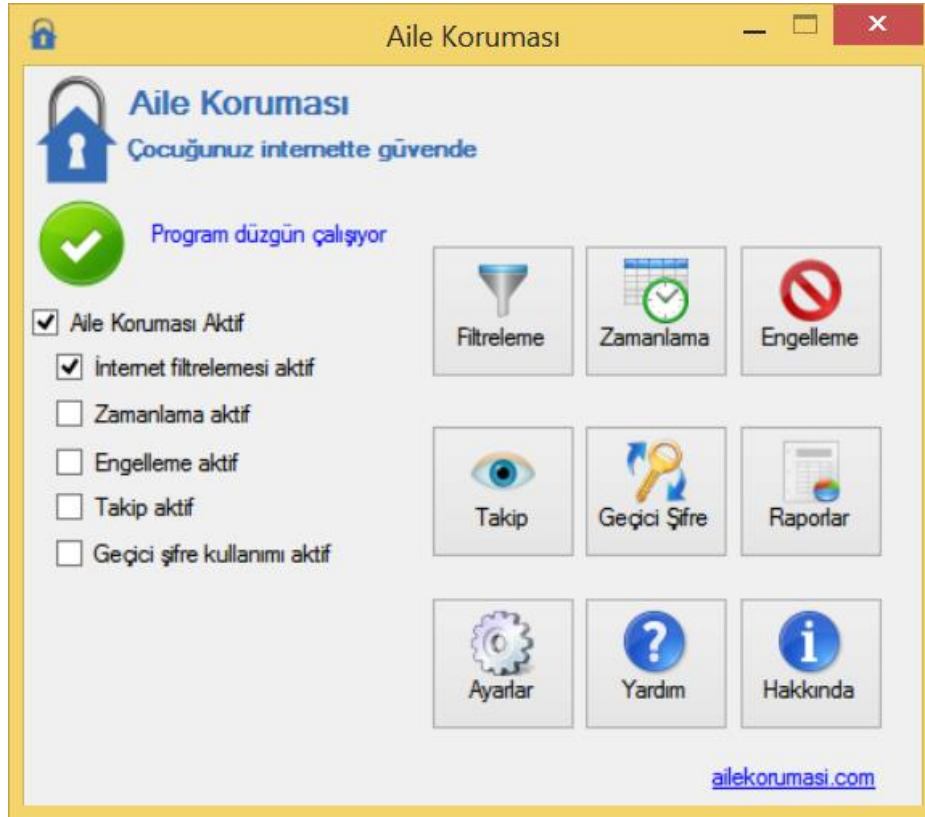 Aile Koruması
Aile Koruması
Çocuğunuz internette güvende
Program düzgün çalışıyor
Aile Koruması Aktif
İnternet filtrelemesi aktif
Zamanlama aktif
Engelleme aktif
Takip aktif
Geçici şifre kullanımı aktif
Filtreleme Zamanlama Engelleme
Takip Geçici Şifre Raporlar
Ayarlar Yardım Hakkında
ailekorumasi.com